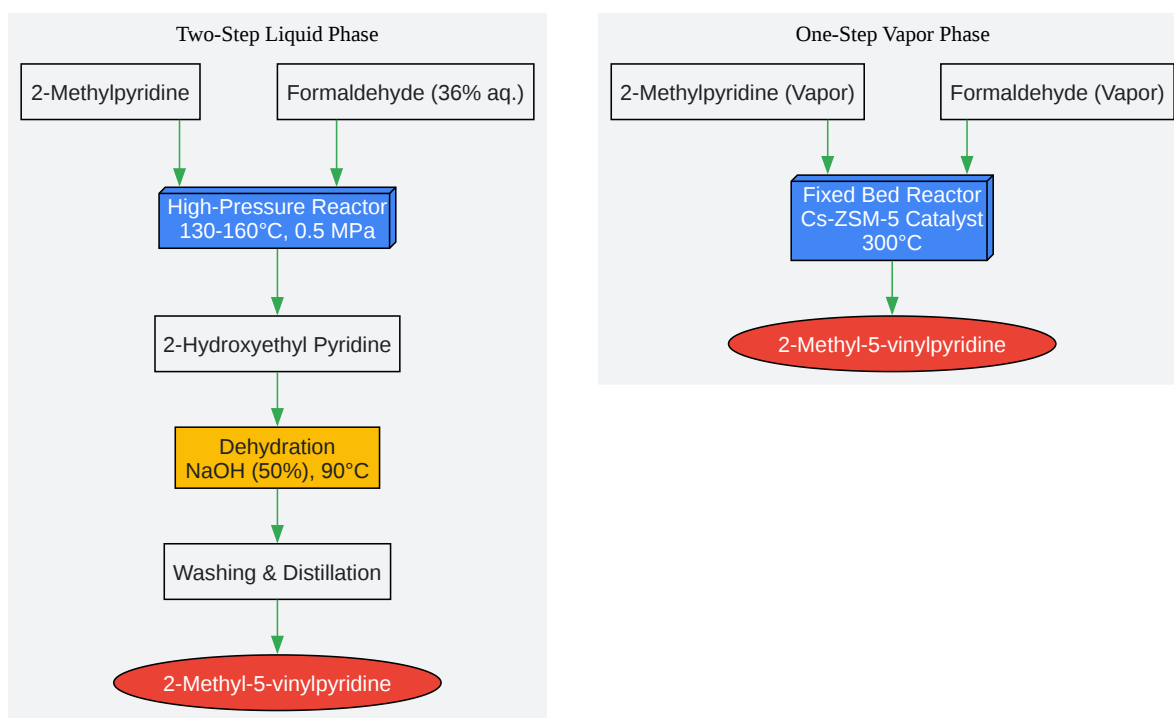 Two-Step Liquid Phase
2-Methylpyridine
Formaldehyde (36% aq.)
High-Pressure Reactor
130-160°C, 0.5 MPa
2-Hydroxyethyl Pyridine
Dehydration
NaOH (50%), 90°C
Washing & Distillation
2-Methyl-5-vinylpyridine
One-Step Vapor Phase
2-Methylpyridine (Vapor)
Formaldehyde (Vapor)
Fixed Bed Reactor
Cs-ZSM-5 Catalyst
300°C
2-Methyl-5-vinylpyridine